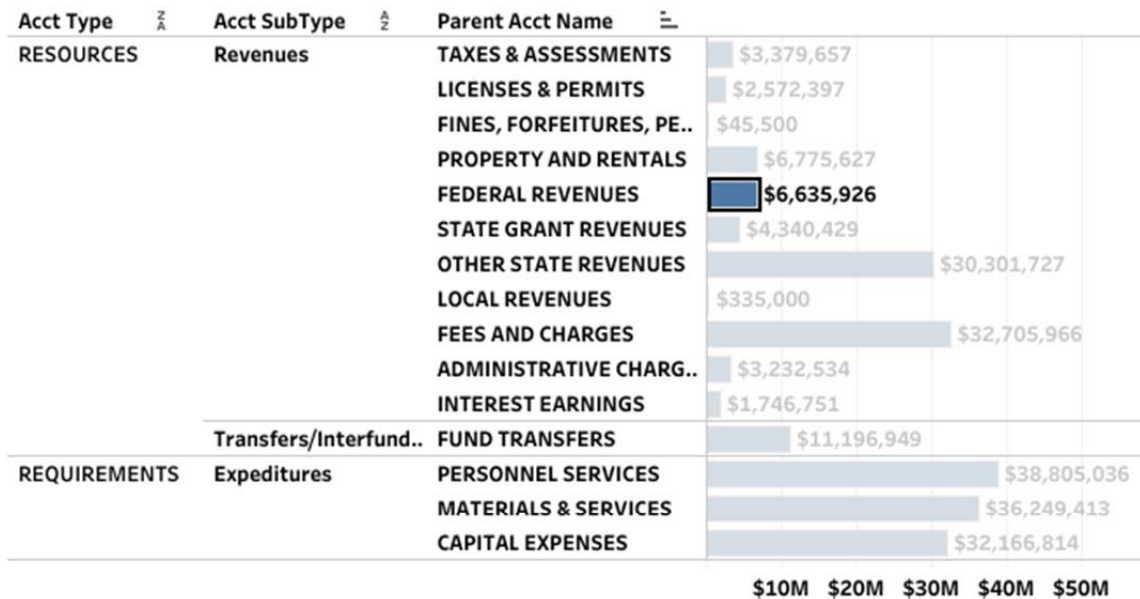 Acct Type Z A Acct SubType A Z Parent Acct Name
RESOURCES Revenues TAXES & ASSESSMENTS $3,379,657
LICENSES & PERMITS $2,572,397
FINES, FORFEITURES, PE.. $45,500
PROPERTY AND RENTALS $6,775,627
FEDERAL REVENUES $6,635,926
STATE GRANT REVENUES $4,340,429
OTHER STATE REVENUES $30,301,727
LOCAL REVENUES $335,000
FEES AND CHARGES $32,705,966
ADMINISTRATIVE CHARG.. $3,232,534
INTEREST EARNINGS $1,746,751
Transfers/Interfund.. FUND TRANSFERS $11,196,949
REQUIREMENTS Expeditures PERSONNEL SERVICES $38,805,036
MATERIALS & SERVICES $36,249,413
CAPITAL EXPENSES $32,166,814
$10M $20M $30M $40M $50M